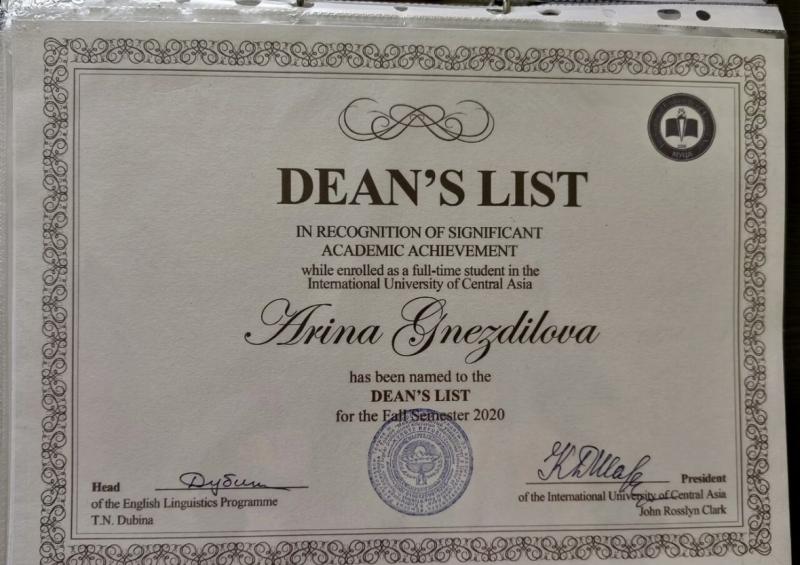 DEAN'S LIST
IN RECOGNITION OF SIGNIFICANT
ACADEMIC ACHIEVEMENT
while enrolled as a full-time student in the
International University of Central Asia
Arina Gnezdilova
has been named to the
DEAN'S LIST
for the Fall Semester 2020
Head
of the English Linguistics Programme
T.N. Dubina
President
of the International University of Central Asia
John Rosslyn Clark